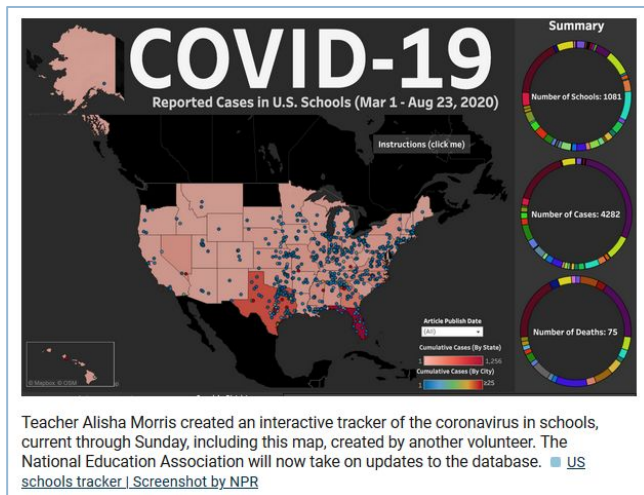 COVID-19
Reported Cases in U.S. Schools (Mar 1 - Aug 23, 2020)
Instructions (click me)
Summary
Number of Schools: 1081
Number of Cases: 4282
Number of Deaths: 75
Article Publish Date
(All)
Cumulative Cases (By State)
1 1,256
Cumulative Cases (By City)
1 ≥25
© Mapbox © OSM
Teacher Alisha Morris created an interactive tracker of the coronavirus in schools,
current through Sunday, including this map, created by another volunteer. The
National Education Association will now take on updates to the database. US
schools tracker | Screenshot by NPR